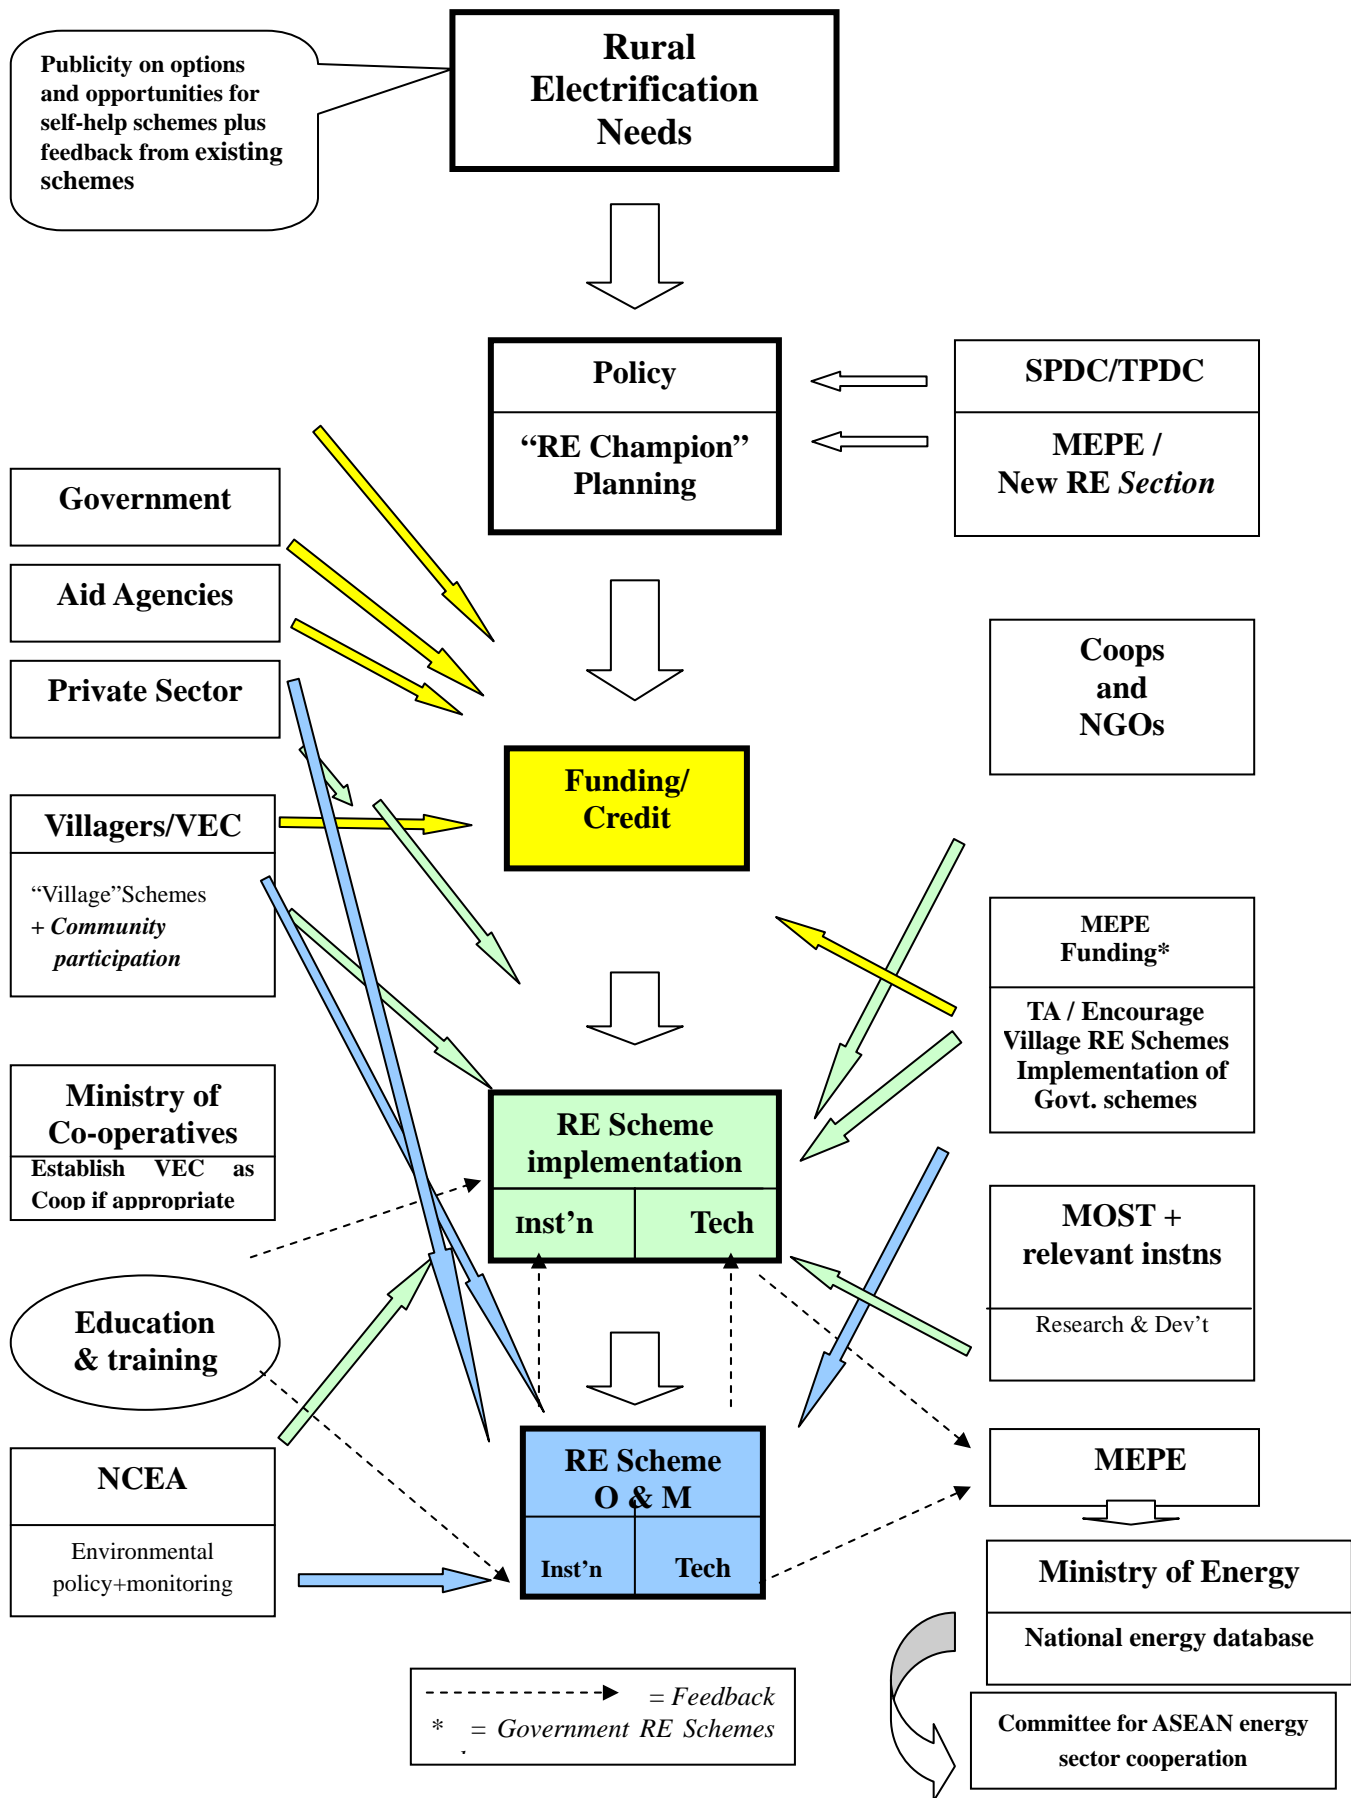 Publicity on options
and opportunities for
self-help schemes plus
feedback from existing
schemes
Rural
Electrification
Needs
Policy
“RE Champion”
Planning
SPDC/TPDC
MEPE /
New RE Section
Government
Aid Agencies
Private Sector
Coops
and
NGOs
Funding/
Credit
Villagers/VEC
“Village”Schemes
+ Community
participation
MEPE
Funding*
TA / Encourage
Village RE Schemes
Implementation of
Govt. schemes
Ministry of
Co-operatives
Establish VEC as
Coop if appropriate
RE Scheme
implementation
Inst’n
Tech
MOST +
relevant instns
Research & Dev’t
Education
& training
NCEA
Environmental
policy+monitoring
RE Scheme
O & M
Inst’n
Tech
MEPE
Ministry of Energy
National energy database
Committee for ASEAN energy
sector cooperation
= Feedback
* = Government RE Schemes